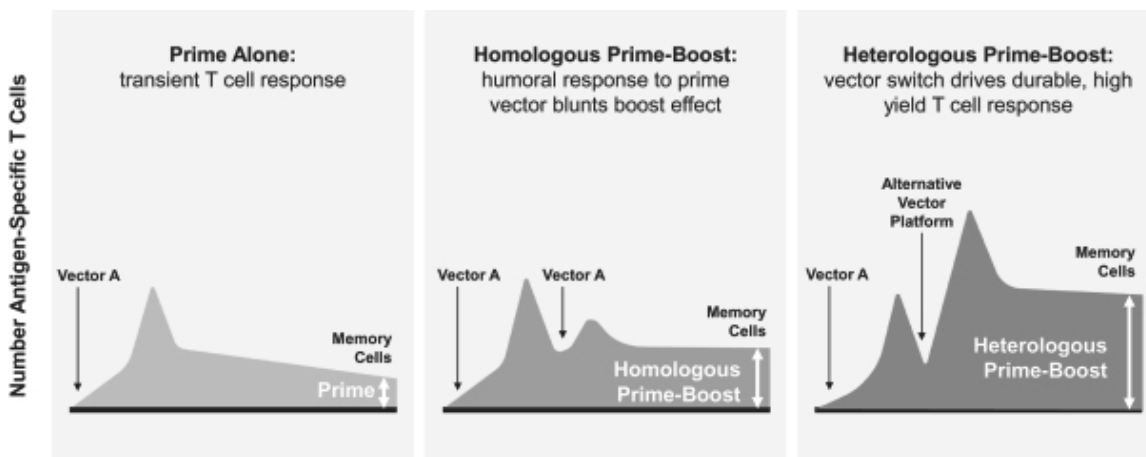 Number Antigen-Specific T Cells
Prime Alone:
transient T cell response
Vector A
Memory
Cells
Prime
Homologous Prime-Boost:
humoral response to prime
vector blunts boost effect
Vector A
Vector A
Memory
Cells
Homologous
Prime-Boost
Heterologous Prime-Boost:
vector switch drives durable, high
yield T cell response
Alternative
Vector
Platform
Vector A
Memory
Cells
Heterologous
Prime-Boost